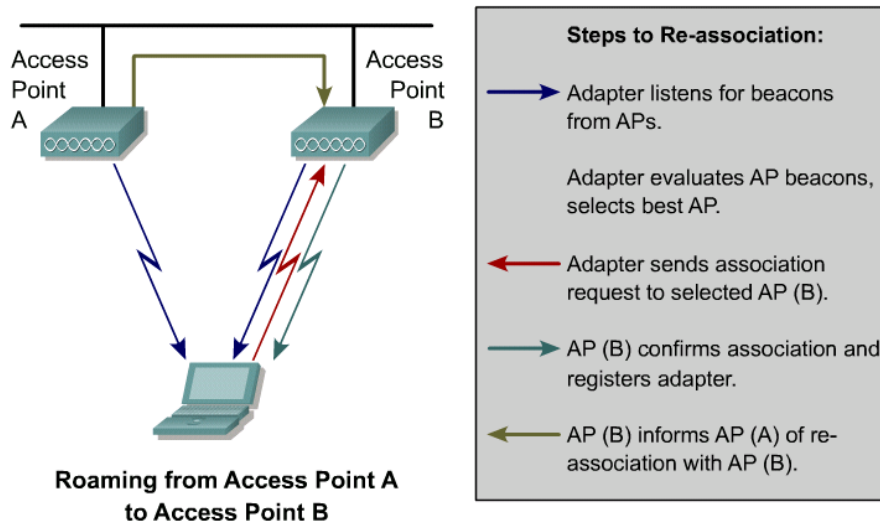 Access
Point
A
Access
Point
B
Roaming from Access Point A
to Access Point B
Steps to Re-association:
Adapter listens for beacons
from APs.
Adapter evaluates AP beacons,
selects best AP.
Adapter sends association
request to selected AP (B).
AP (B) confirms association and
registers adapter.
AP (B) informs AP (A) of re-
association with AP (B).